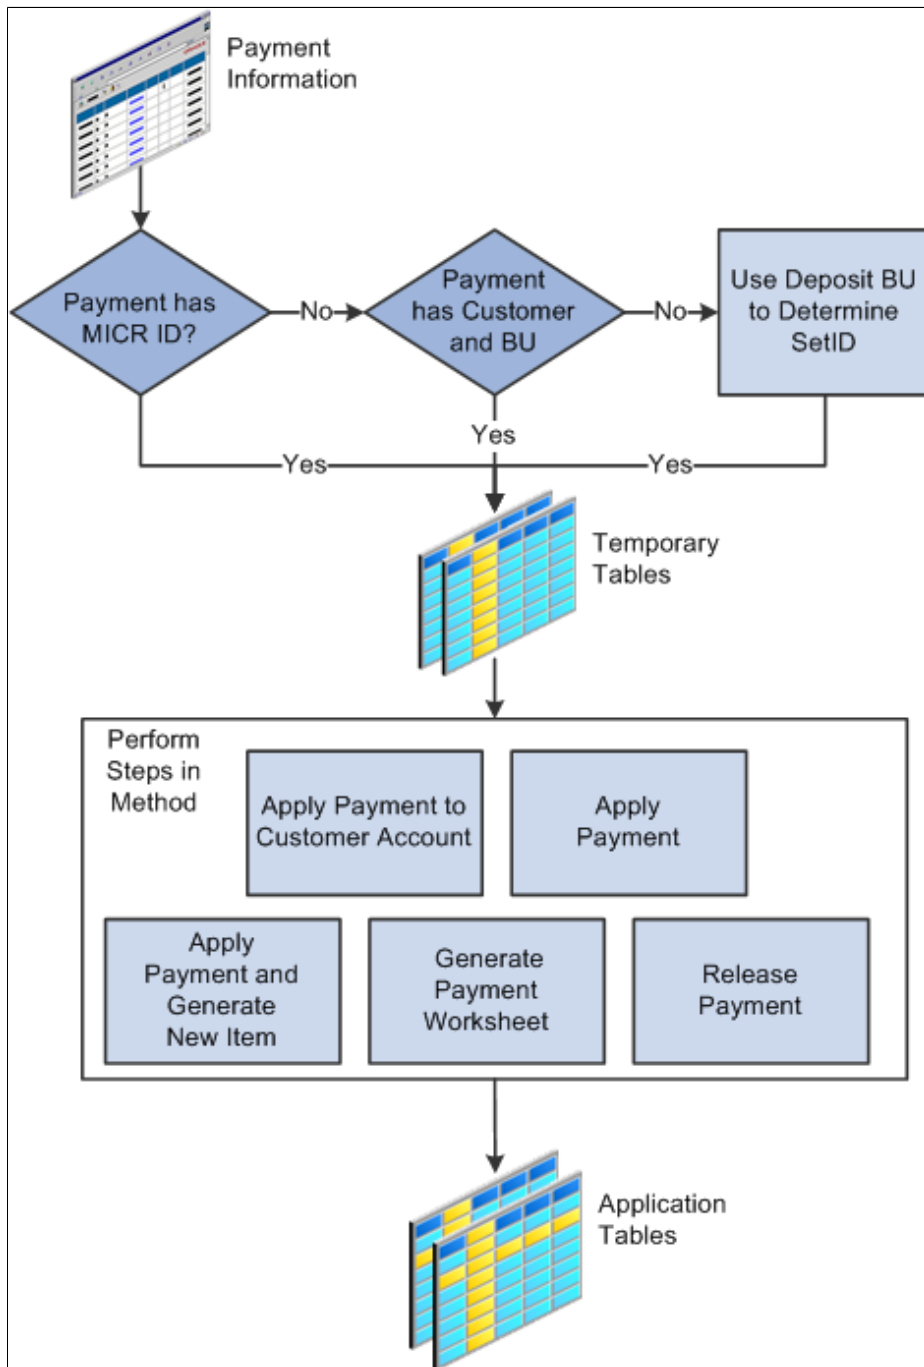 Payment
Information
Payment has
MICR ID?
No
Payment
has Customer
and BU
No
Use Deposit BU
to Determine
SetID
Yes
Yes
Yes
Temporary
Tables
Perform
Steps in
Method
Apply Payment to
Customer Account
Apply
Payment
Apply
Payment and
Generate
New Item
Generate
Payment
Worksheet
Release
Payment
Application
Tables